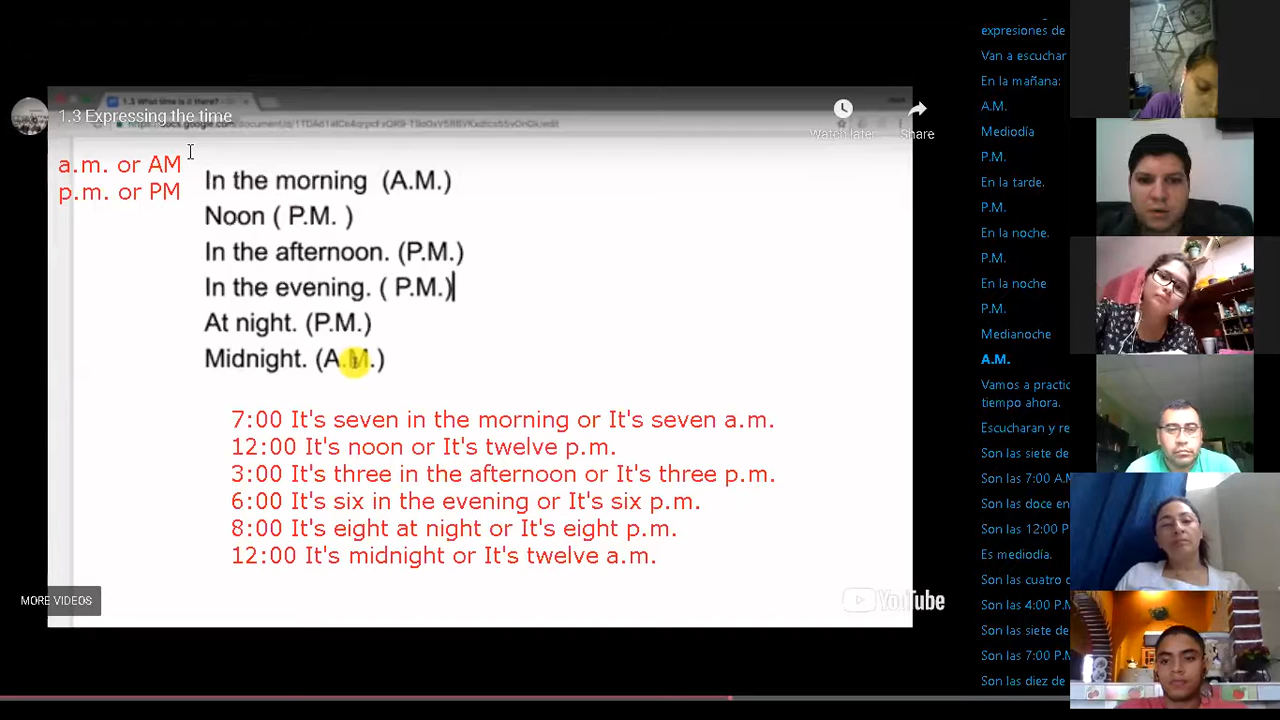 1.3 What time is it there?
1.3 Expressing the time
Watch later
Share
a.m. or AM
p.m. or PM
In the morning (A.M.)
Noon ( P.M. )
In the afternoon. (P.M.)
In the evening. ( P.M.)
At night. (P.M.)
Midnight. (A.M.)
7:00 It's seven in the morning or It's seven a.m.
12:00 It's noon or It's twelve p.m.
3:00 It's three in the afternoon or It's three p.m.
6:00 It's six in the evening or It's six p.m.
8:00 It's eight at night or It's eight p.m.
12:00 It's midnight or It's twelve a.m.
MORE VIDEOS
YouTube
expresiones de
Van a escuchar
En la mañana:
A.M.
Mediodía
P.M.
En la tarde.
P.M.
En la noche.
P.M.
En la noche
P.M.
Medianoche
A.M.
Vamos a practic
tiempo ahora.
Escucharan y re
Son las siete de
Son las 7:00 A.M
Son las doce en
Son las 12:00 P
Es mediodía.
Son las cuatro d
Son las 4:00 P.M
Son las siete de
Son las 7:00 P.M
Son las diez de